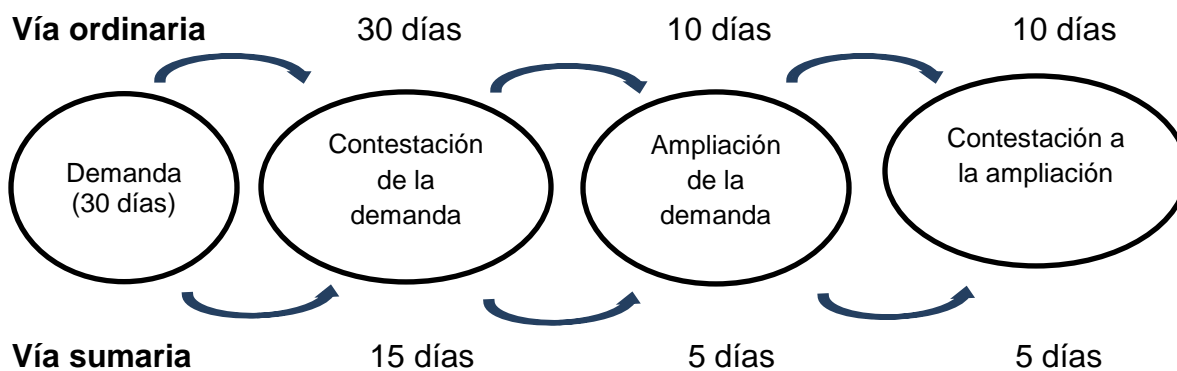 Vía ordinaria 30 días 10 días 10 días
Demanda
(30 días)
Contestación
de la
demanda
Ampliación
de la
demanda
Contestación a
la ampliación
Vía sumaria 15 días 5 días 5 días